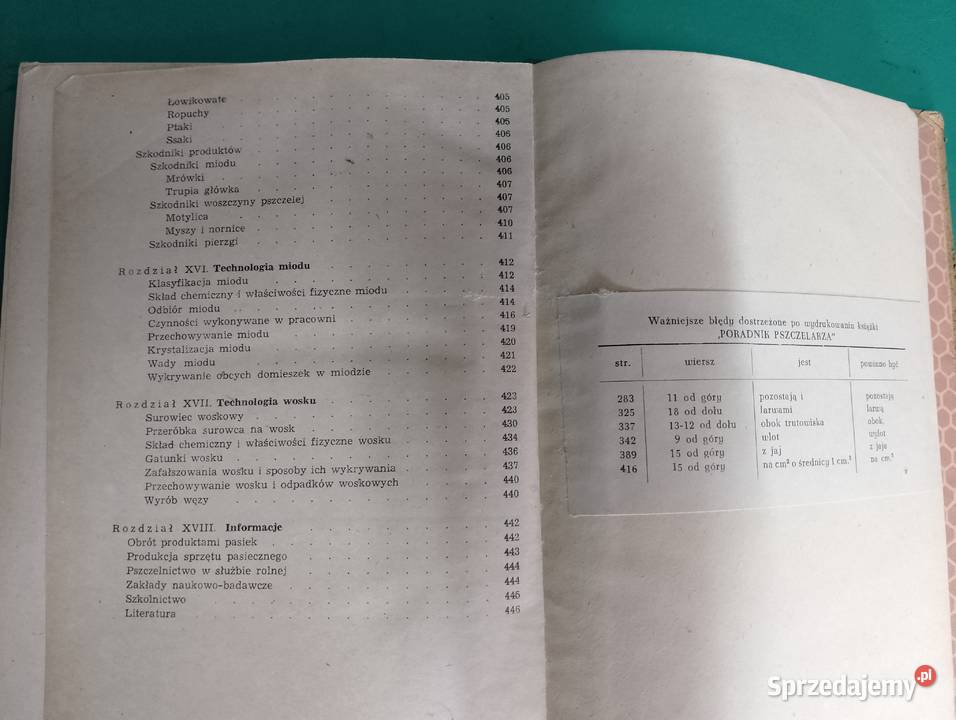 Łowikowate 405
Ropuchy 405
Ptaki 405
Ssaki 406
Szkodniki produktów 406
Szkodniki miodu 406
Mrówki 406
Trupia główka 407
Szkodniki woszczyny pszczelej 407
Motylica 407
Myszy i nornice 410
Szkodniki pierzgi 411
Rozdział XVI. Technologia miodu 412
Klasyfikacja miodu 412
Skład chemiczny i właściwości fizyczne miodu 414
Odbiór miodu 414
Czynności wykonywane w pracowni 416
Przechowywanie miodu 419
Krystalizacja miodu 420
Wady miodu 421
Wykrywanie obcych domieszek w miodzie 422
Rozdział XVII. Technologia wosku 423
Surowiec woskowy 423
Przeróbka surowca na wosk 430
Skład chemiczny i właściwości fizyczne wosku 434
Gatunki wosku 436
Zafałszowania wosku i sposoby ich wykrywania 437
Przechowywanie wosku i odpadków woskowych 440
Wyrób węzy 440
Rozdział XVIII. Informacje 442
Obrót produktami pasiek 442
Produkcja sprzętu pasiecznego 443
Pszczelnictwo w służbie rolnej 444
Zakłady naukowo-badawcze 444
Szkolnictwo 445
Literatura 446
Ważniejsze błędy dostrzeżone po wydrukowaniu książki
„PORADNIK PSZCZELARZA"
str. wiersz jest powinno być
283 11 od góry pozostają i pozostają
325 18 od dołu larwami larwą
337 13-12 od dołu obok trutowiska obok,
342 9 od góry wlot wylot
389 15 od góry z jaj z jaja
416 15 od góry na cm² o średnicy 1 cm.² na cm.²
Sprzedajemy.pl